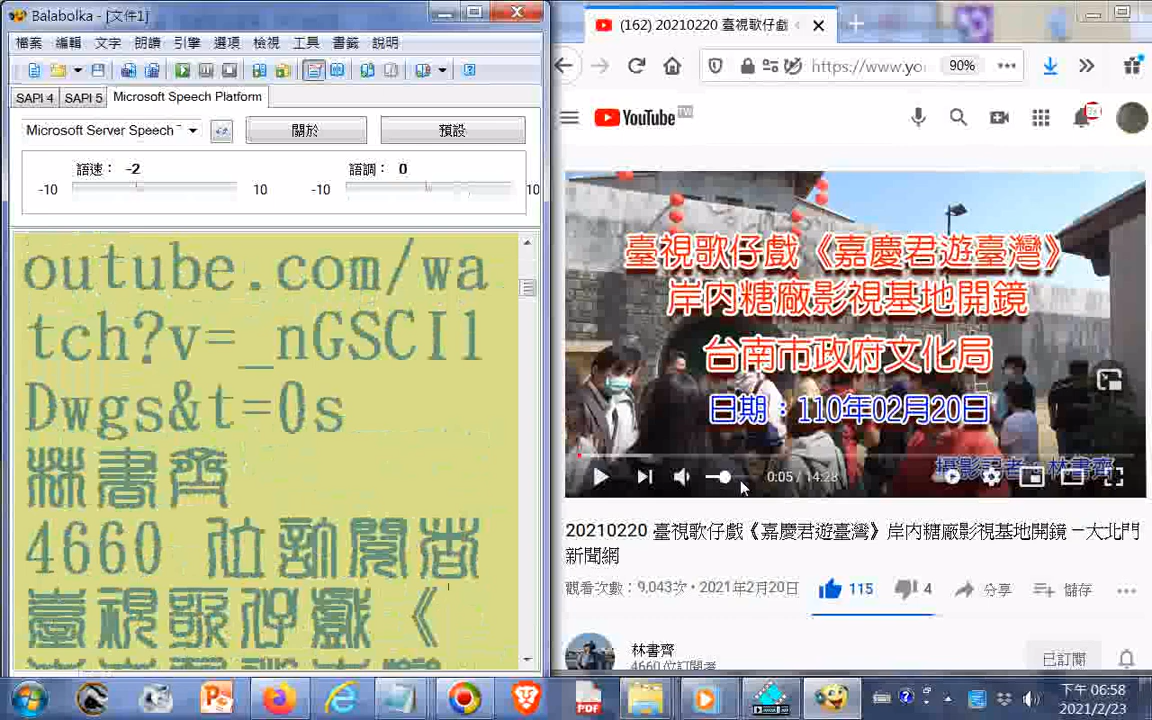 Balabolka - [文件1]
檔案 編輯 文字 朗讀 引擎 選項 檢視 工具 書籤 說明
SAPI 4 SAPI 5 Microsoft Speech Platform
Microsoft Server Speech T
關於 預設
語速： -2 語調： 0
-10 10 -10 10
outube.com/wa
tch?v=_nGSCI1
Dwgs&t=0s
林書齊
4660 位訂閱者
臺視歌仔戲《
(162) 20210220 臺視歌仔戲
https://www.yo 90%
YouTube TW
臺視歌仔戲《嘉慶君遊臺灣》
岸內糖廠影視基地開鏡
台南市政府文化局
日期：110年02月20日
攝影記者：林書齊
0:05 / 14:28
20210220 臺視歌仔戲《嘉慶君遊臺灣》岸內糖廠影視基地開鏡 –大北門
新聞網
觀看次數：9,043次・2021年2月20日 115 4 分享 儲存
林書齊
4660 位訂閱者
已訂閱
PDF
下午 06:58
2021/2/23